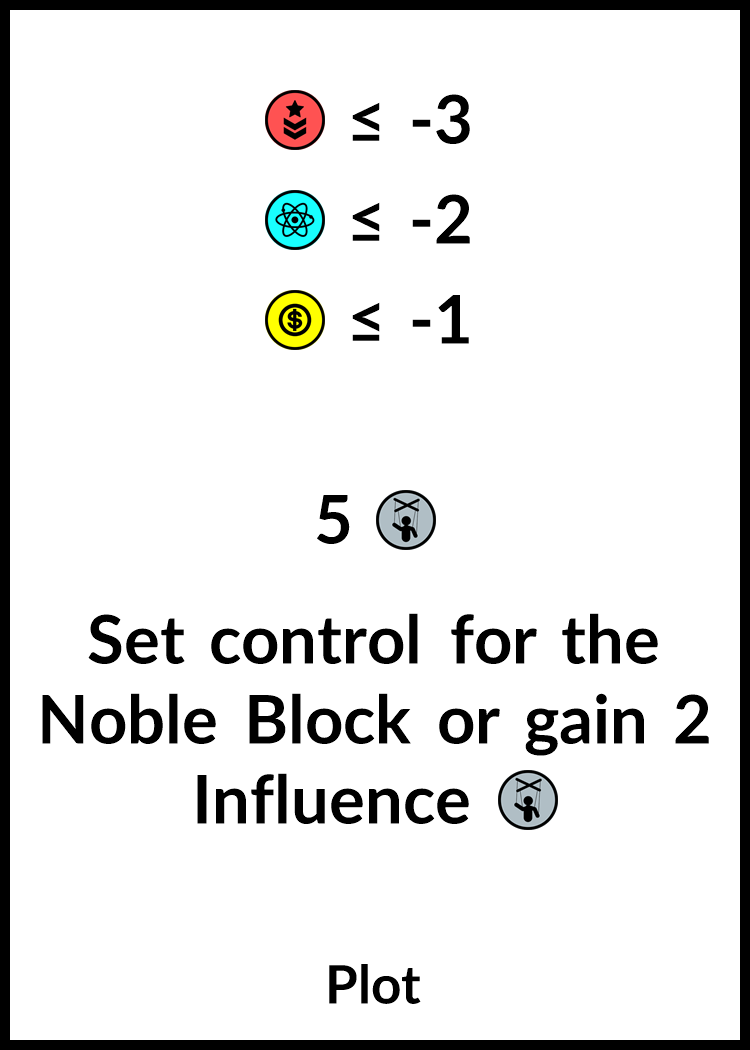 ≤ -3
≤ -2
$ ≤ -1
5
Set control for the
Noble Block or gain 2
Influence
Plot